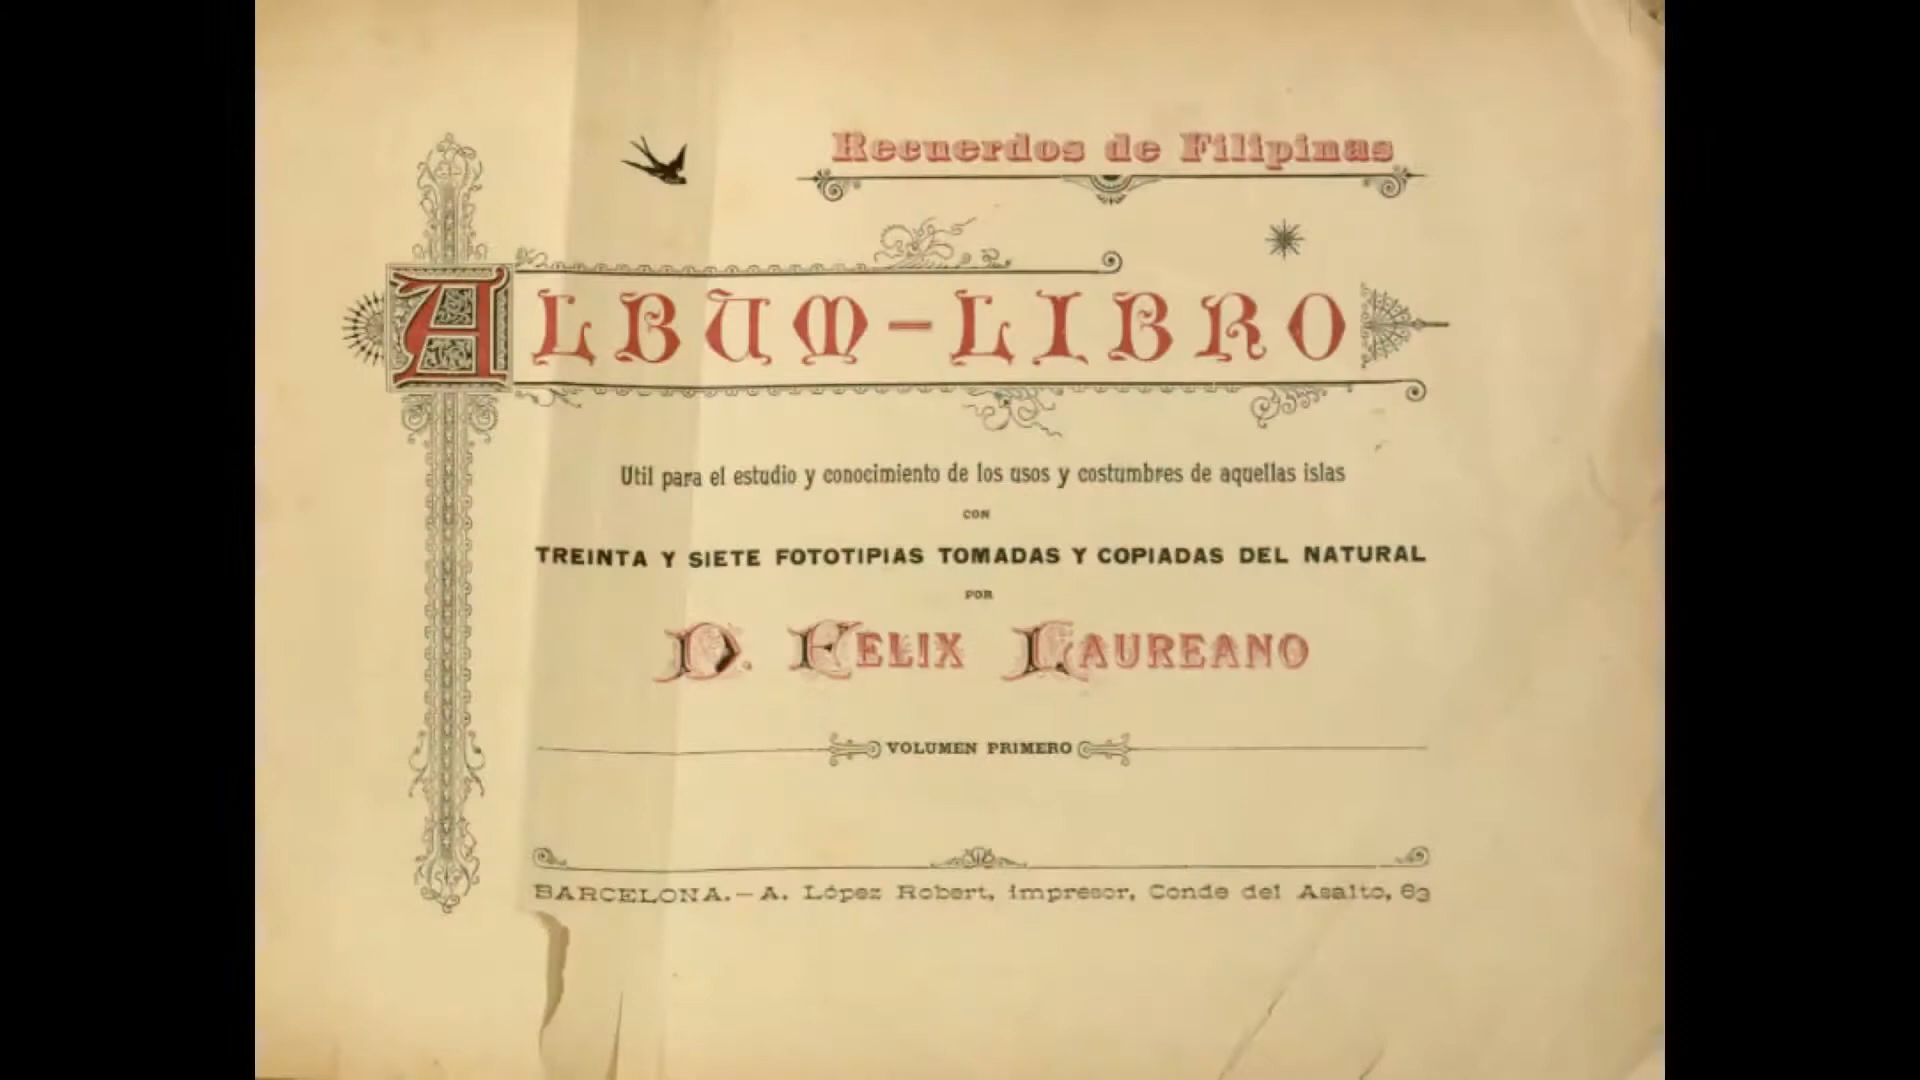 Recuerdos de Filipinas
ALBUM-LIBRO
Util para el estudio y conocimiento de los usos y costumbres de aquellas islas
CON
TREINTA Y SIETE FOTOTIPIAS TOMADAS Y COPIADAS DEL NATURAL
POR
D. FELIX LAUREANO
VOLUMEN PRIMERO
BARCELONA.—A. López Robert, impresor, Conde del Asalto, 63